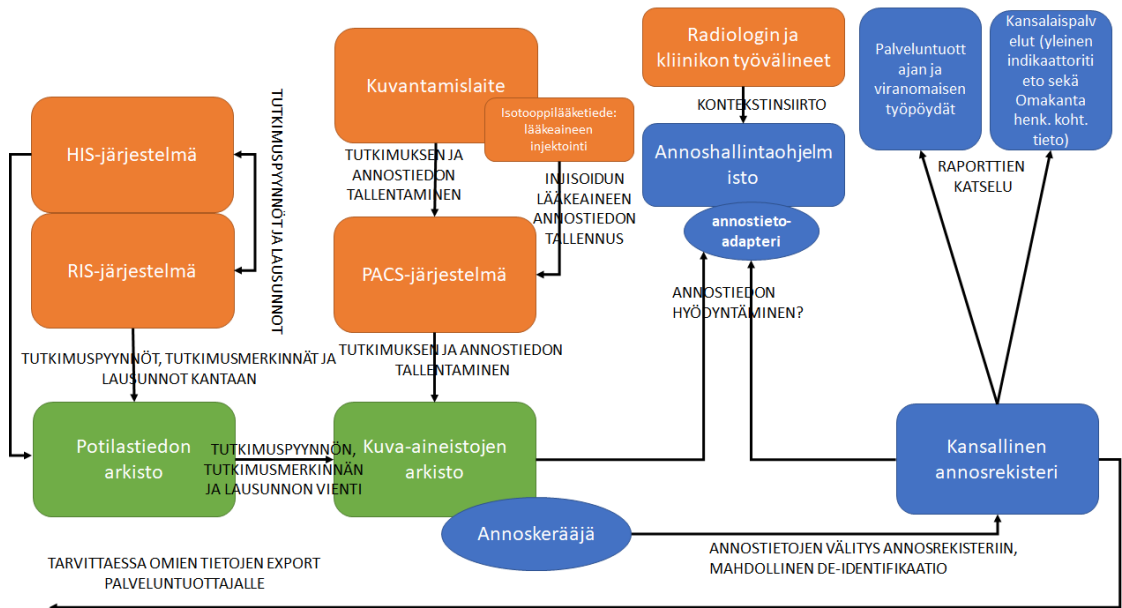 Radiologin ja
kliinikon työvälineet
Palveluntuott
ajan ja
viranomaisen
työpöydät
Kansalaispalv
elut (yleinen
indikaattoriti
eto sekä
Omakanta
henk. koht.
tieto)
Kuvantamislaite
Isotooppilääketiede:
lääkeaineen
injektointi
KONTEKSTINSIIRTO
HIS-järjestelmä
TUTKIMUSPYYNNÖT JA LAUSUNNOT
TUTKIMUKSEN JA
ANNOSTIEDON
TALLENTAMINEN
INJISOIDUN
LÄÄKEAINEEN
ANNOSTIEDON
TALLENNUS
Annoshallintaohjelm
isto
annostieto-
adapteri
RAPORTTIEN
KATSELU
RIS-järjestelmä
PACS-järjestelmä
ANNOSTIEDON
HYÖDYNTÄMINEN?
TUTKIMUSPYYNNÖT, TUTKIMUSMERKINNÄT JA
LAUSUNNOT KANTAAN
TUTKIMUKSEN JA ANNOSTIEDON
TALLENTAMINEN
Potilastiedon
arkisto
TUTKIMUSPYYNNÖN,
TUTKIMUSMERKINNÄN
JA LAUSUNNON VIENTI
Kuva-aineistojen
arkisto
Kansallinen
annosrekisteri
Annoskerääjä
ANNOSTIETOJEN VÄLITYS ANNOSREKISTERIIN,
MAHDOLLINEN DE-IDENTIFIKAATIO
TARVITTAESSA OMIEN TIETOJEN EXPORT
PALVELUNTUOTTAJALLE